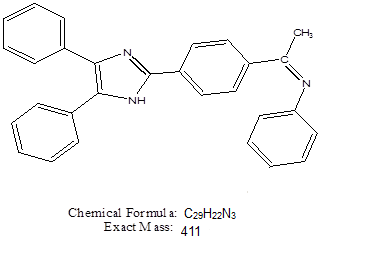 CH3
N
C
NH
N
Chemical Formula: C29H22N3
Exact Mass: 411